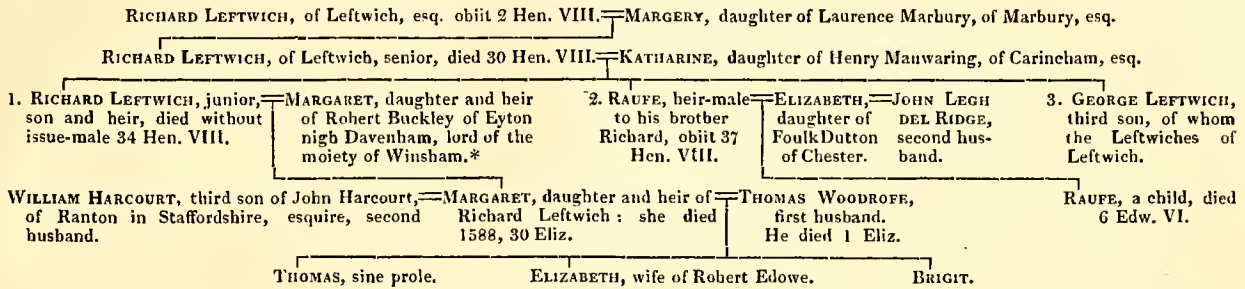 RICHARD LEFTWICH, of Leftwich, esq. obiit 2 Hen. VIII.=MARGERY, daughter of Laurence Marbury, of Marbury, esq.
RICHARD LEFTWICH, of Leftwich, senior, died 30 Hen. VIII.=KATHARINE, daughter of Henry Manwaring, of Carincham, esq.
1. RICHARD LEFTWICH, junior,
son and heir, died without
issue-male 34 Hen. VIII.
=MARGARET, daughter and heir
of Robert Buckley of Eyton
nigh Davenham, lord of the
moiety of Winsham.*
2. RAUFE, heir-male
to his brother
Richard, obiit 37
Hen. VIII.
=ELIZABETH,
daughter of
Foulk Dutton
of Chester.
=JOHN LEGH
DEL RIDGE,
second hus-
band.
3. GEORGE LEFTWICH,
third son, of whom
the Leftwiches of
Leftwich.
WILLIAM HARCOURT, third son of John Harcourt,
of Ranton in Staffordshire, esquire, second
husband.
=MARGARET, daughter and heir of
Richard Leftwich : she died
1588, 30 Eliz.
=THOMAS WOODROFE,
first husband.
He died 1 Eliz.
RAUFE, a child, died
6 Edw. VI.
THOMAS, sine prole.
ELIZABETH, wife of Robert Edowe.
BRIGIT.